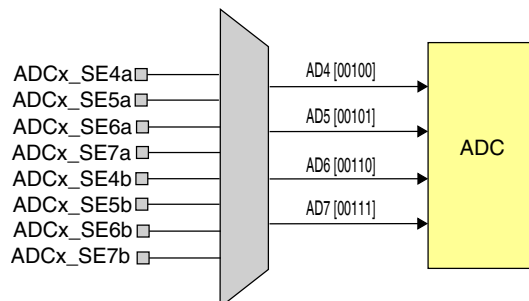 ADCx_SE4a
ADCx_SE5a
ADCx_SE6a
ADCx_SE7a
ADCx_SE4b
ADCx_SE5b
ADCx_SE6b
ADCx_SE7b
AD4 [00100]
AD5 [00101]
AD6 [00110]
AD7 [00111]
ADC